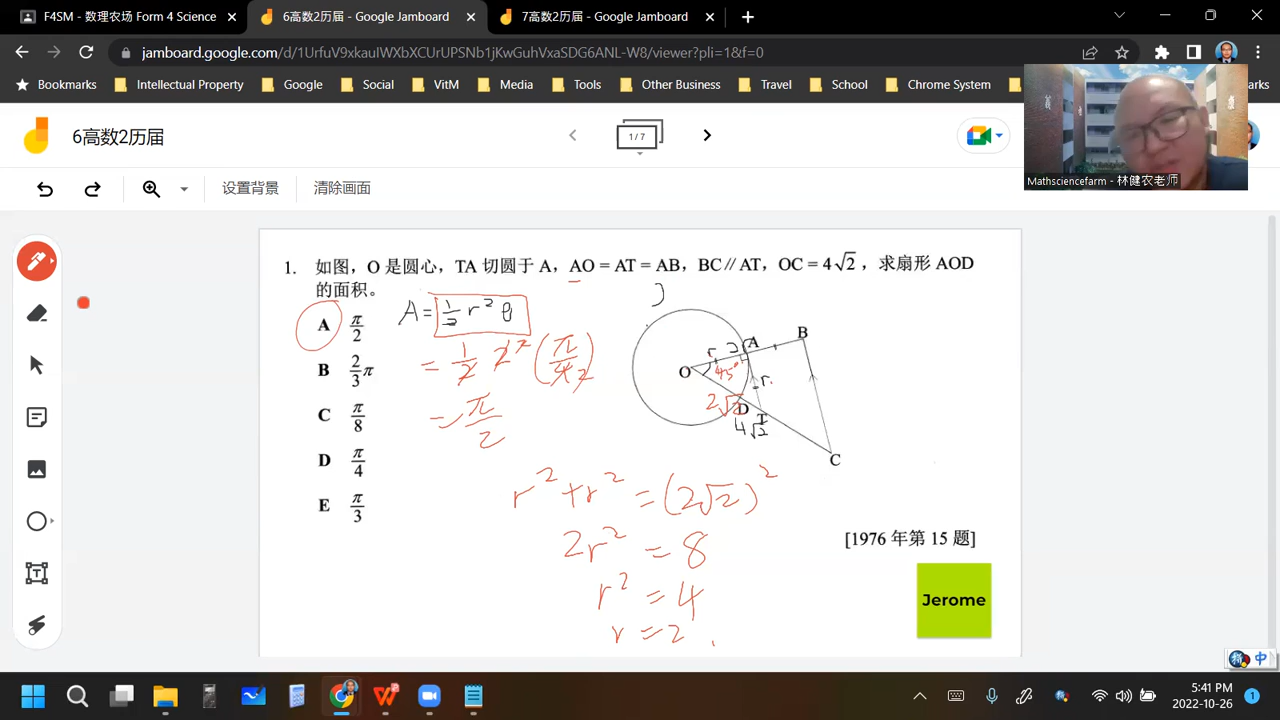 F4SM - 数理农场 Form 4 Science
6高数2历届 - Google Jamboard
7高数2历届 - Google Jamboard
jamboard.google.com/d/1UrfuV9xkauIWXbXCUrUPSNb1jKwGuhVxaSDG6ANL-W8/viewer?pli=1&f=0
Bookmarks
Intellectual Property
Google
Social
Vital
Media
Tools
Other Business
Travel
School
Chrome System
Mathsciencefarm - 林健农老师
6高数2历届
1/7
设置背景
清除画面
1. 如图，O 是圆心，TA 切圆于 A，AO = AT = AB，BC // AT，OC = 4√2，求扇形 AOD
的面积。
A π/2
B 2/3 π
C π/8
D π/4
E π/3
A = 1/2 r² θ
= 1/2 2² (π/4 2)
= π/2
O
r
2
A
B
45°
r
2√2
D
T
4√2
C
r² + r² = (2√2)²
2r² = 8
r² = 4
r = 2
[1976 年第 15 题]
Jerome
中
5:41 PM
2022-10-26
1